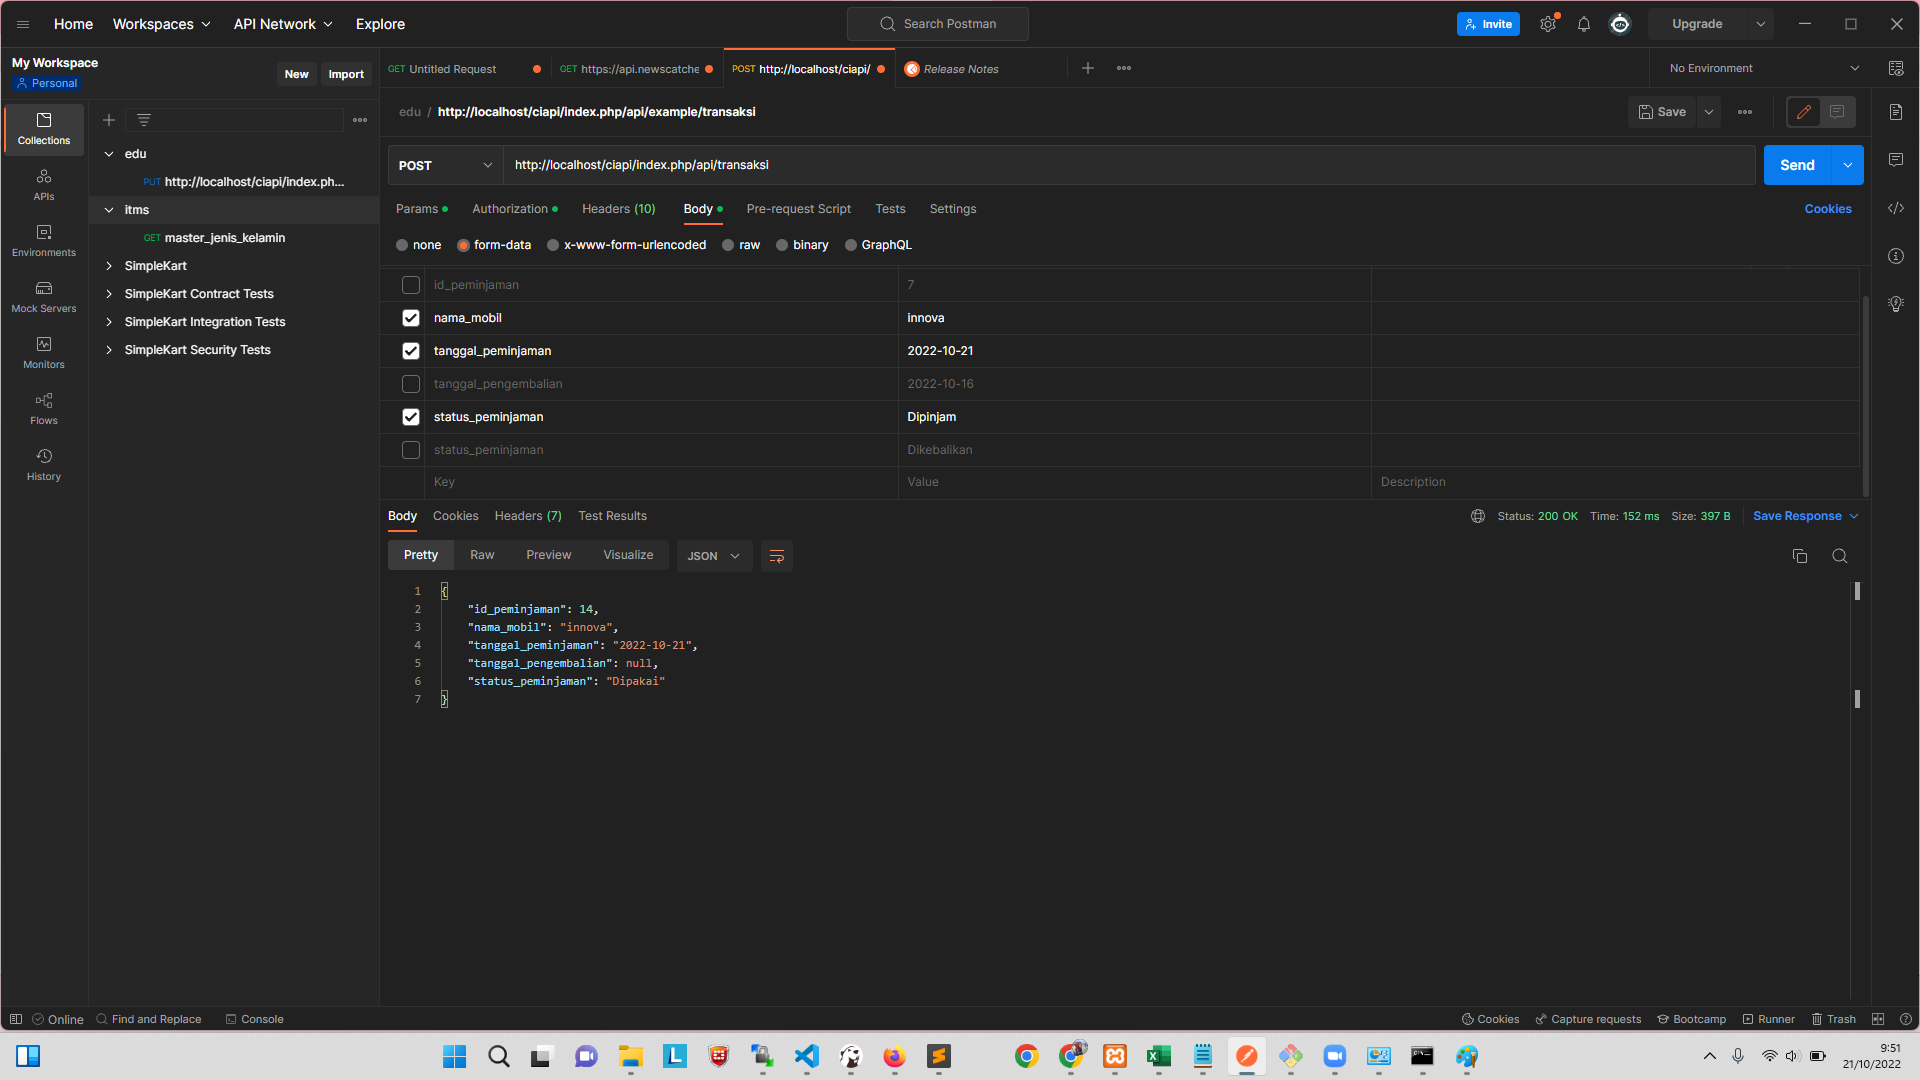 Home
Workspaces
API Network
Explore
Search Postman
Invite
Upgrade
My Workspace
Personal
New
Import
GET Untitled Request
GET https://api.newscatche
POST http://localhost/ciapi/
Release Notes
No Environment
Collections
APIs
Environments
Mock Servers
Monitors
Flows
History
edu
PUT http://localhost/ciapi/index.ph...
itms
GET master_jenis_kelamin
SimpleKart
SimpleKart Contract Tests
SimpleKart Integration Tests
SimpleKart Security Tests
edu / http://localhost/ciapi/index.php/api/example/transaksi
Save
POST
http://localhost/ciapi/index.php/api/transaksi
Send
Params
Authorization
Headers (10)
Body
Pre-request Script
Tests
Settings
Cookies
none
form-data
x-www-form-urlencoded
raw
binary
GraphQL
id_peminjaman 7
nama_mobil innova
tanggal_peminjaman 2022-10-21
tanggal_pengembalian 2022-10-16
status_peminjaman Dipinjam
status_peminjaman Dikebalikan
Key Value Description
Body
Cookies
Headers (7)
Test Results
Status: 200 OK Time: 152 ms Size: 397 B
Save Response
Pretty
Raw
Preview
Visualize
JSON
1 {
2 "id_peminjaman": 14,
3 "nama_mobil": "innova",
4 "tanggal_peminjaman": "2022-10-21",
5 "tanggal_pengembalian": null,
6 "status_peminjaman": "Dipakai"
7 }
Online
Find and Replace
Console
Cookies
Capture requests
Bootcamp
Runner
Trash
9:51
21/10/2022